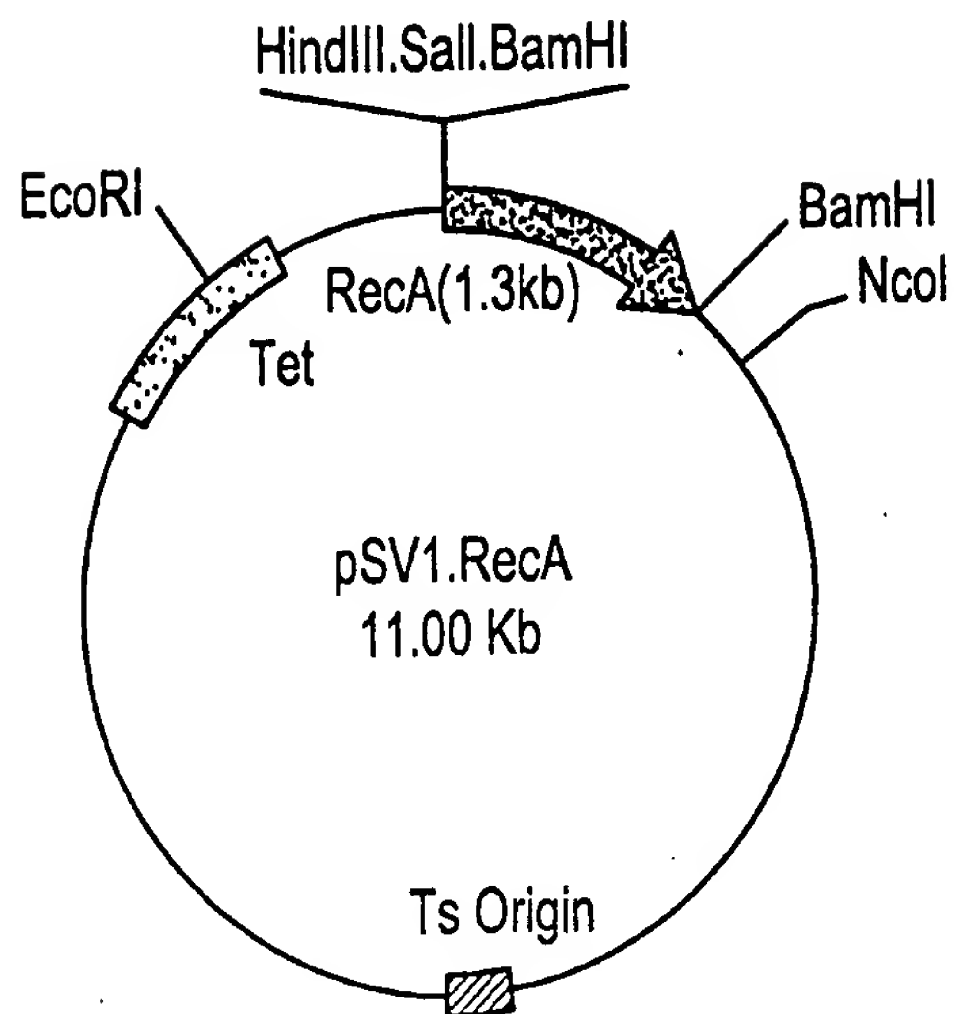 HindIII.SalI.BamHI
EcoRI
BamHI
NcoI
RecA(1.3kb)
Tet
pSV1.RecA
11.00 Kb
Ts Origin